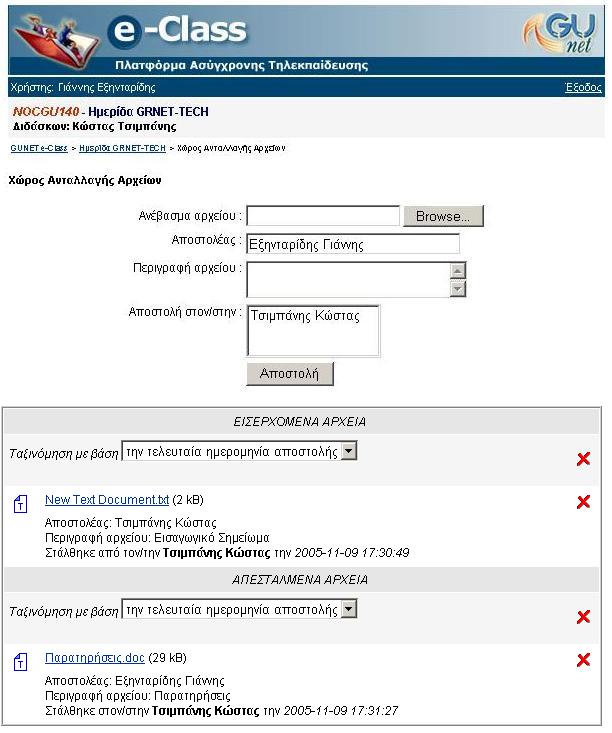 e-Class
GUnet
Πλατφόρμα Ασύγχρονης Τηλεκπαίδευσης
Χρήστης: Γιάννης Εξηνταρίδης Έξοδος
NOCGU140 - Ημερίδα GRNET-TECH
Διδάσκων: Κώστας Τσιμπάνης
GUNET e-Class > Ημερίδα GRNET-TECH > Χώρος Ανταλλαγής Αρχείων
Χώρος Ανταλλαγής Αρχείων
Ανέβασμα αρχείου : Browse...
Αποστολέας : Εξηνταρίδης Γιάννης
Περιγραφή αρχείου :
Αποστολή στον/στην : Τσιμπάνης Κώστας
Αποστολή
ΕΙΣΕΡΧΟΜΕΝΑ ΑΡΧΕΙΑ
Ταξινόμηση με βάση την τελευταία ημερομηνία αποστολής
New Text Document.txt (2 kB)
Αποστολέας: Τσιμπάνης Κώστας
Περιγραφή αρχείου: Εισαγωγικό Σημείωμα
Στάλθηκε από τον/την Τσιμπάνης Κώστας την 2005-11-09 17:30:49
ΑΠΕΣΤΑΛΜΕΝΑ ΑΡΧΕΙΑ
Ταξινόμηση με βάση την τελευταία ημερομηνία αποστολής
Παρατηρήσεις.doc (29 kB)
Αποστολέας: Εξηνταρίδης Γιάννης
Περιγραφή αρχείου: Παρατηρήσεις
Στάλθηκε στον/στην Τσιμπάνης Κώστας την 2005-11-09 17:31:27